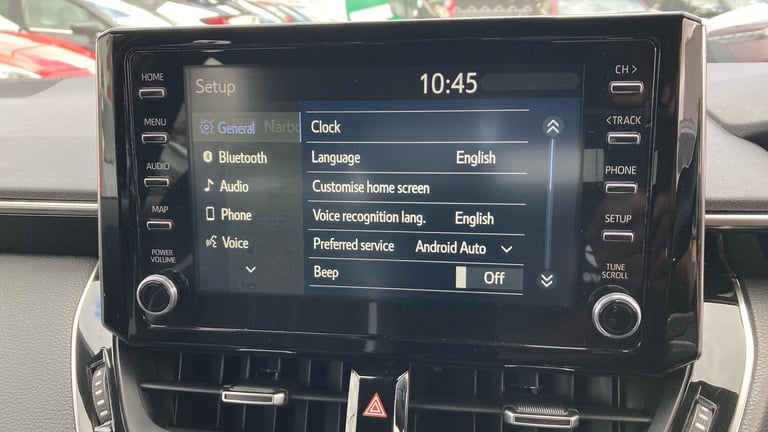 Setup
10:45
General
Narbo
Bluetooth
Audio
Phone
Voice
Clock
Language English
Customise home screen
Voice recognition lang. English
Preferred service Android Auto
Beep Off
HOME
MENU
AUDIO
MAP
POWER
VOLUME
CH >
< TRACK
PHONE
SETUP
TUNE
SCROLL